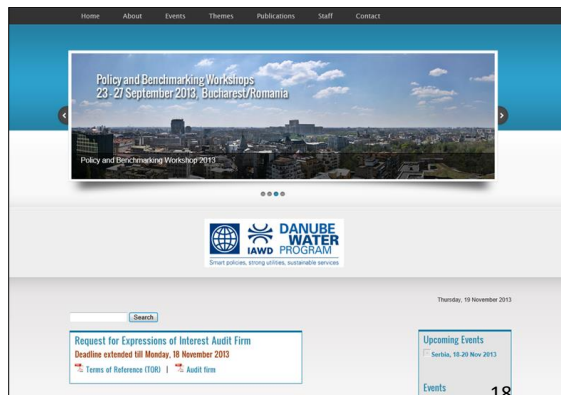 Home About Events Themes Publications Staff Contact
Policy and Benchmarking Workshops
23- 27 September 2013, Bucharest/Romania
Policy and Benchmarking Workshop 2013
IAWD DANUBE WATER PROGRAM
Smart policies, strong utilities, sustainable services
Thursday, 19 November 2013
Search
Request for Expressions of Interest Audit Firm
Deadline extended till Monday, 18 November 2013
Terms of Reference (TOR) | Audit firm
Upcoming Events
Serbia, 18-20 Nov 2013
Events
18